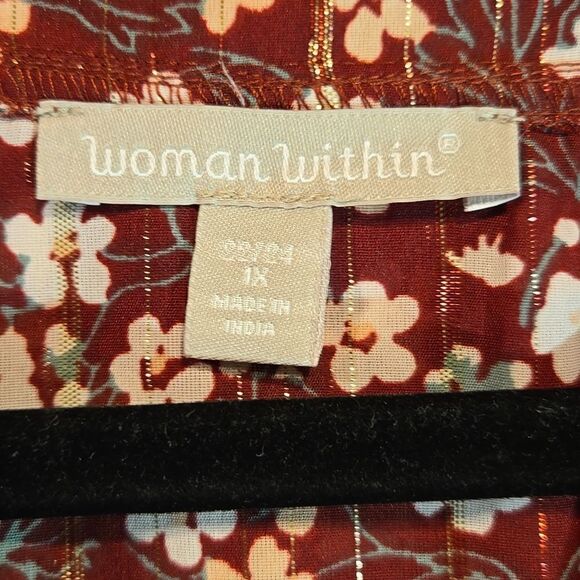 woman within®
22/24
1X
MADE IN
INDIA